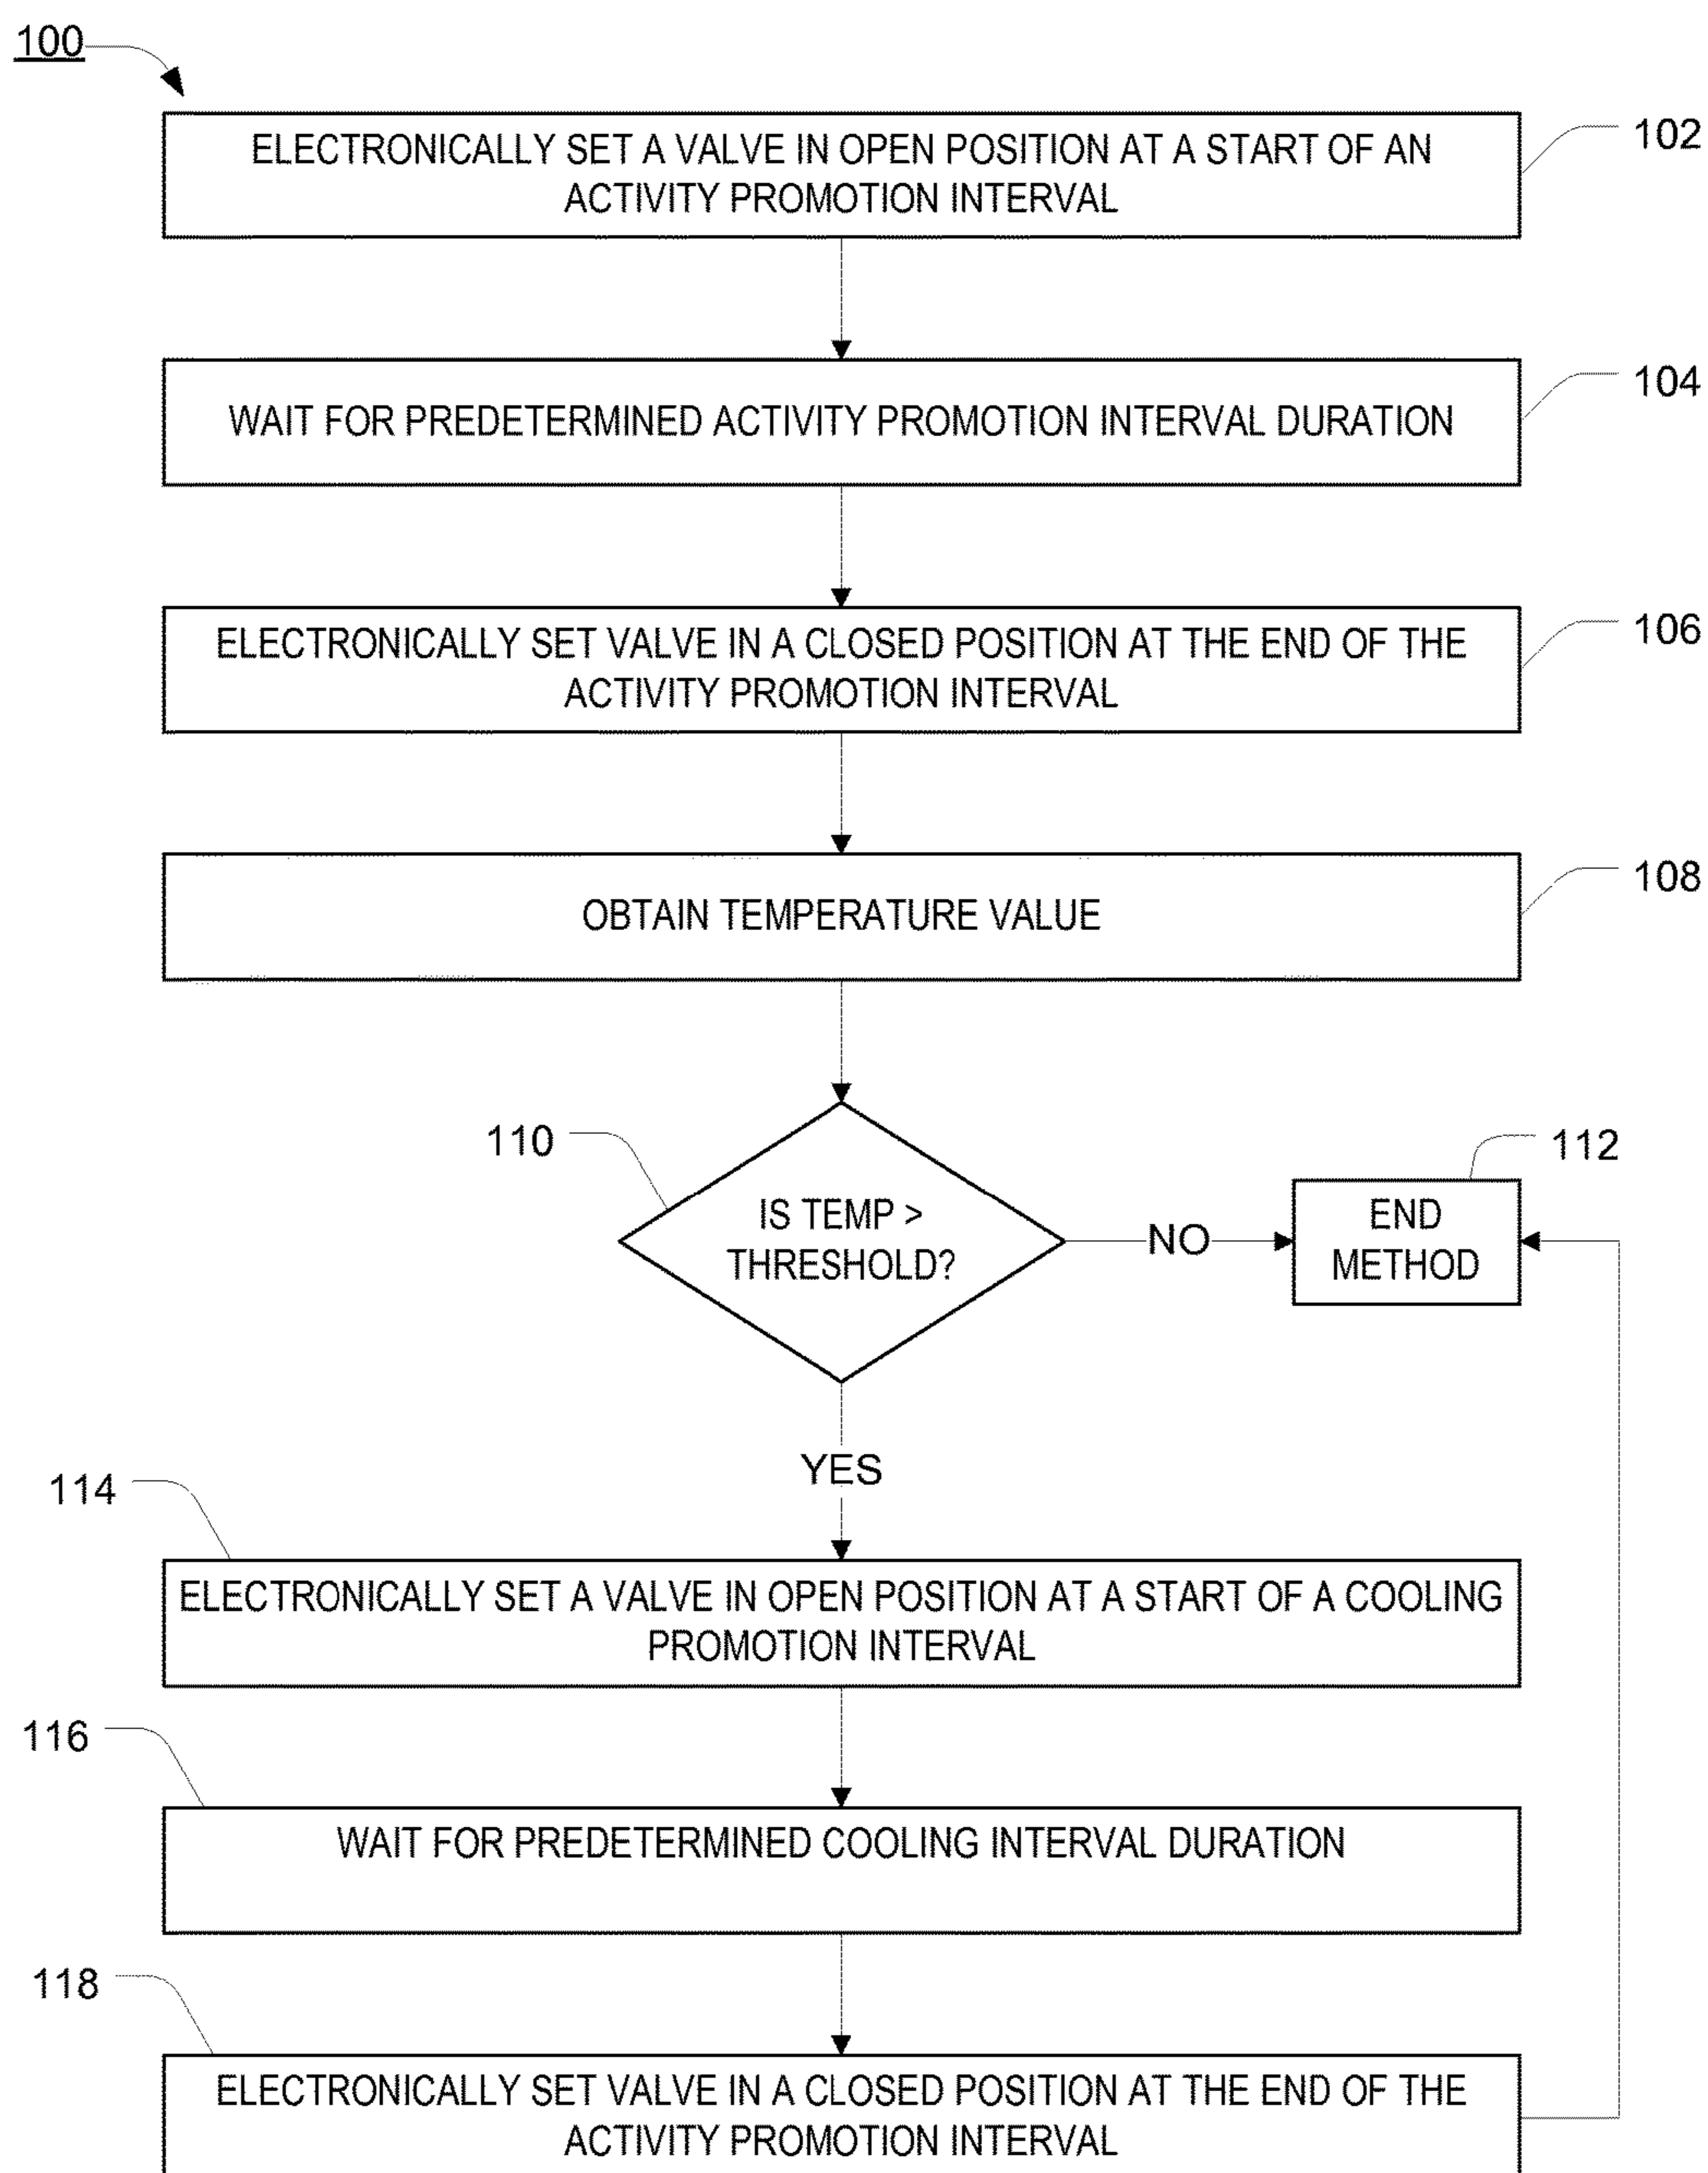 100
ELECTRONICALLY SET A VALVE IN OPEN POSITION AT A START OF AN
ACTIVITY PROMOTION INTERVAL
102
WAIT FOR PREDETERMINED ACTIVITY PROMOTION INTERVAL DURATION
104
ELECTRONICALLY SET VALVE IN A CLOSED POSITION AT THE END OF THE
ACTIVITY PROMOTION INTERVAL
106
OBTAIN TEMPERATURE VALUE
108
110
IS TEMP >
THRESHOLD?
NO
112
END
METHOD
YES
114
ELECTRONICALLY SET A VALVE IN OPEN POSITION AT A START OF A COOLING
PROMOTION INTERVAL
116
WAIT FOR PREDETERMINED COOLING INTERVAL DURATION
118
ELECTRONICALLY SET VALVE IN A CLOSED POSITION AT THE END OF THE
ACTIVITY PROMOTION INTERVAL